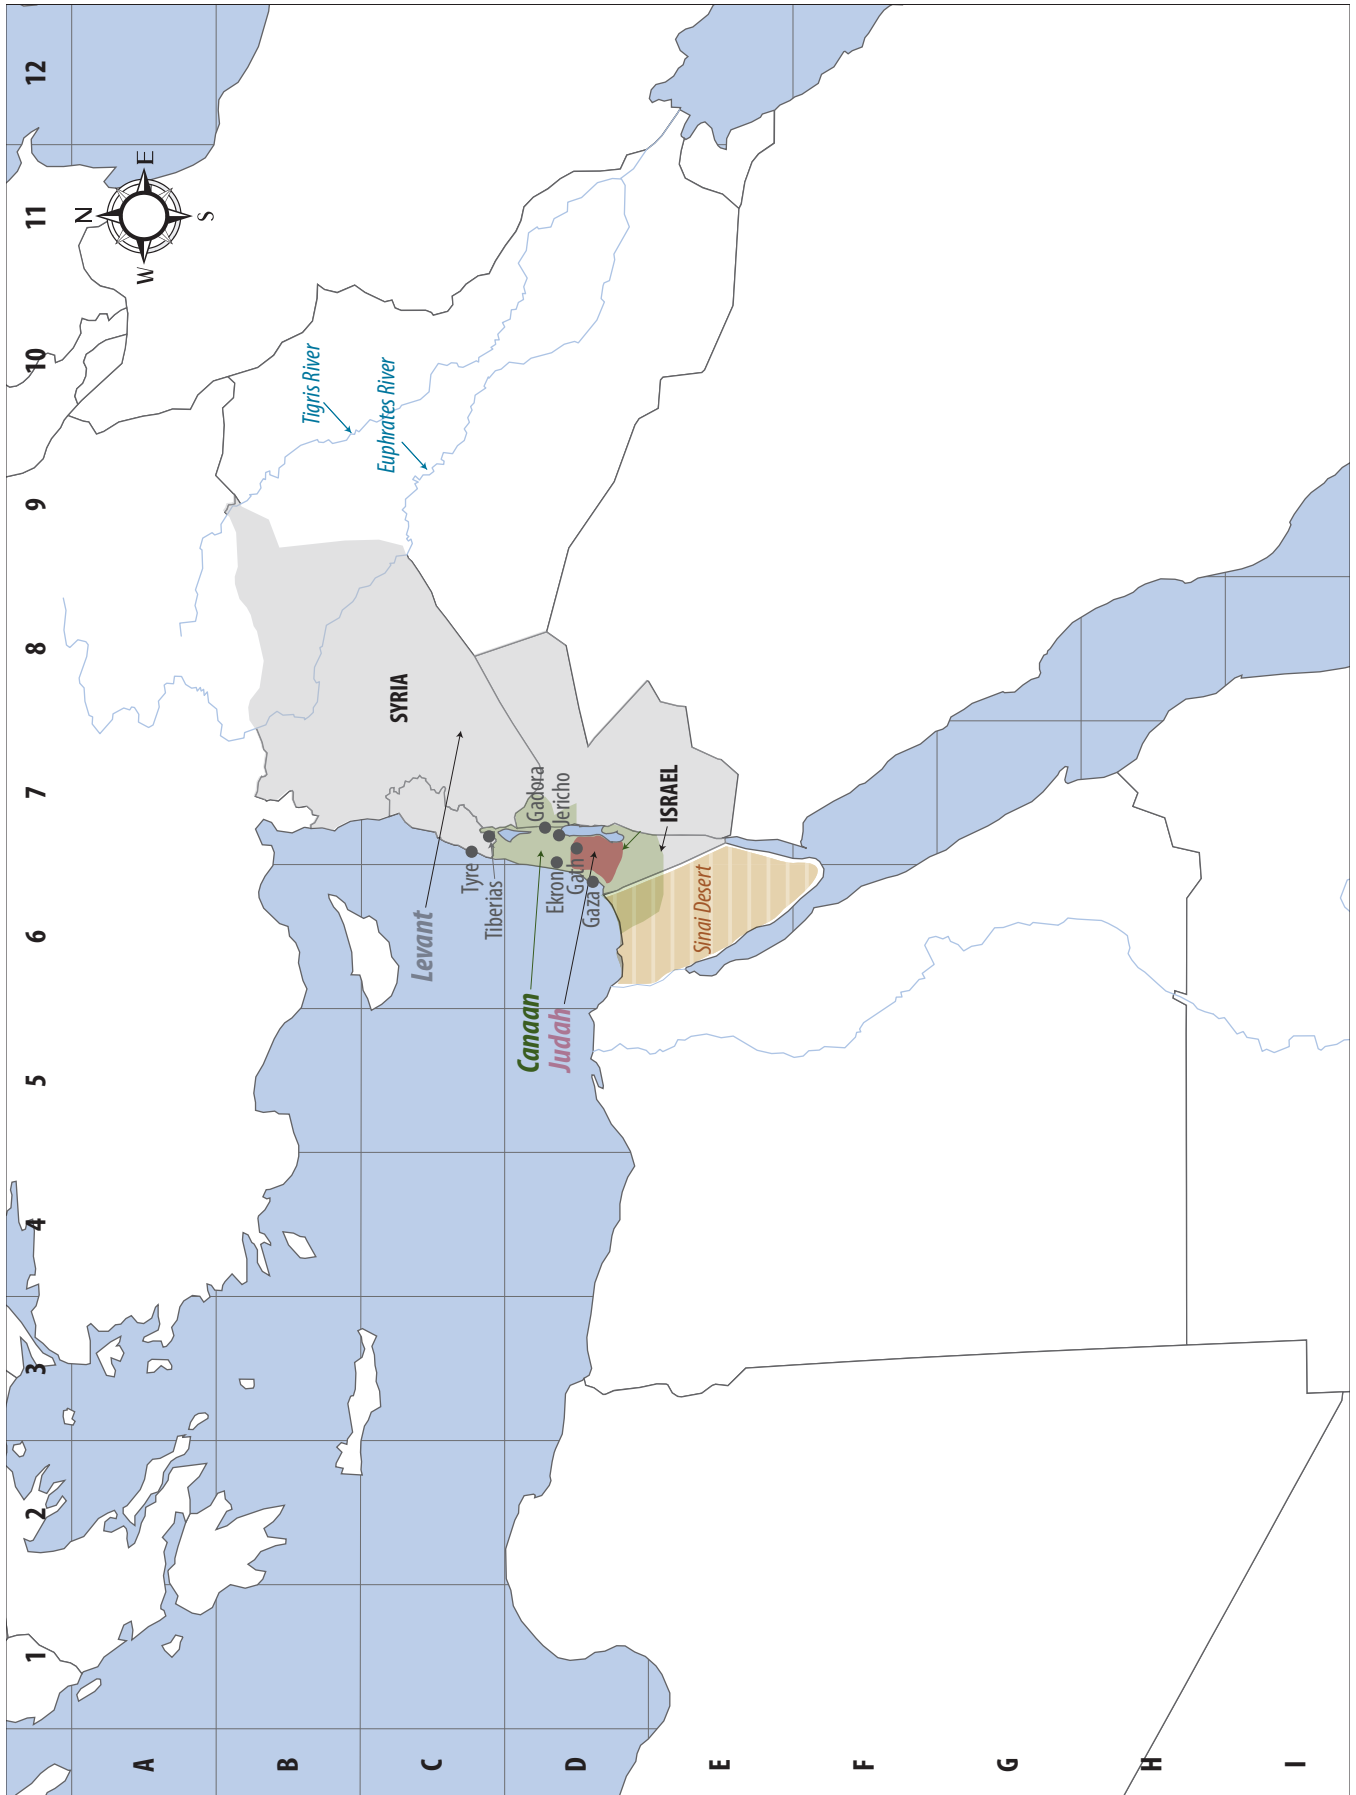 1
2
3
4
5
6
7
8
9
10
11
12
A
B
C
D
E
F
G
H
I
N
E
S
W
Tigris River
Euphrates River
SYRIA
Levant
Tyre
Tiberias
Gadora
Jericho
Ekron
Gath
Gaza
Canaan
Judah
ISRAEL
Sinai Desert